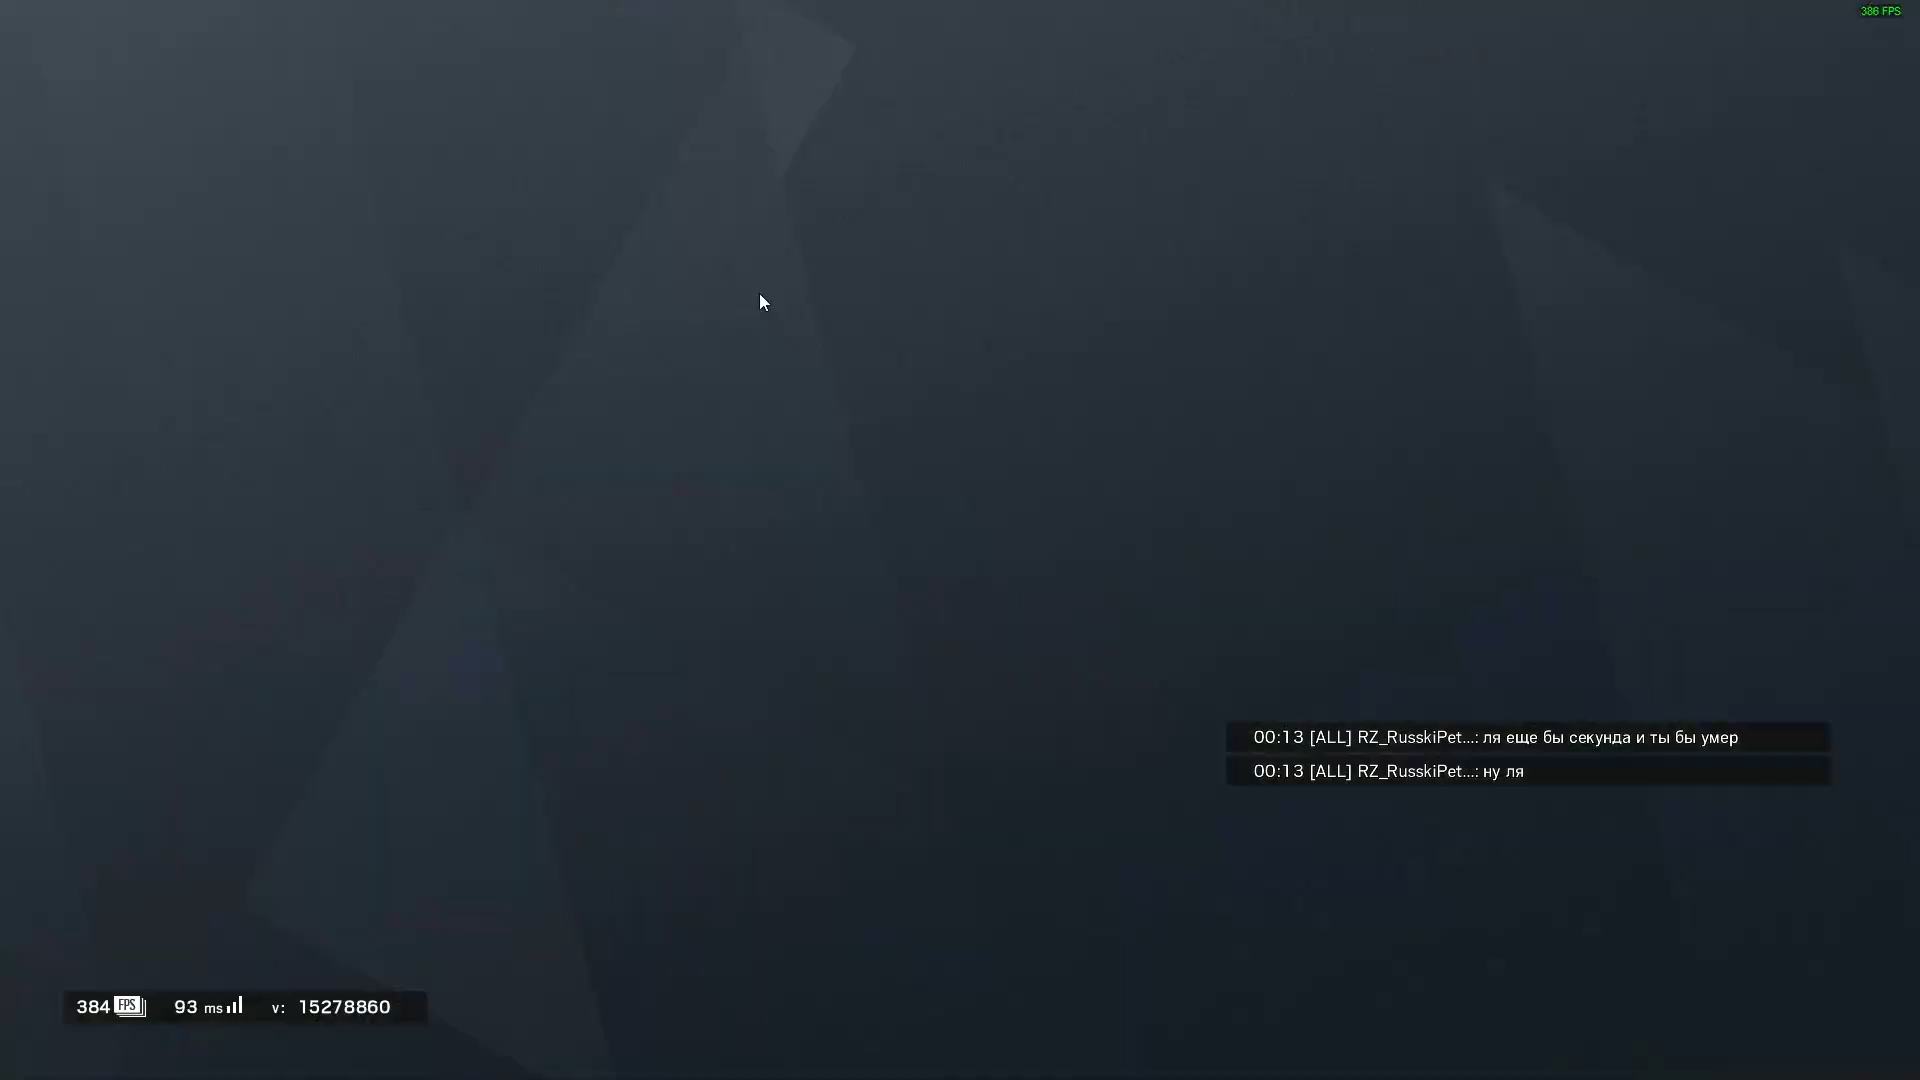 386 FPS
00:13 [ALL] RZ_RusskiPet...: ля еще бы секунда и ты бы умер
00:13 [ALL] RZ_RusskiPet...: ну ля
384 FPS 93 ms v: 15278860